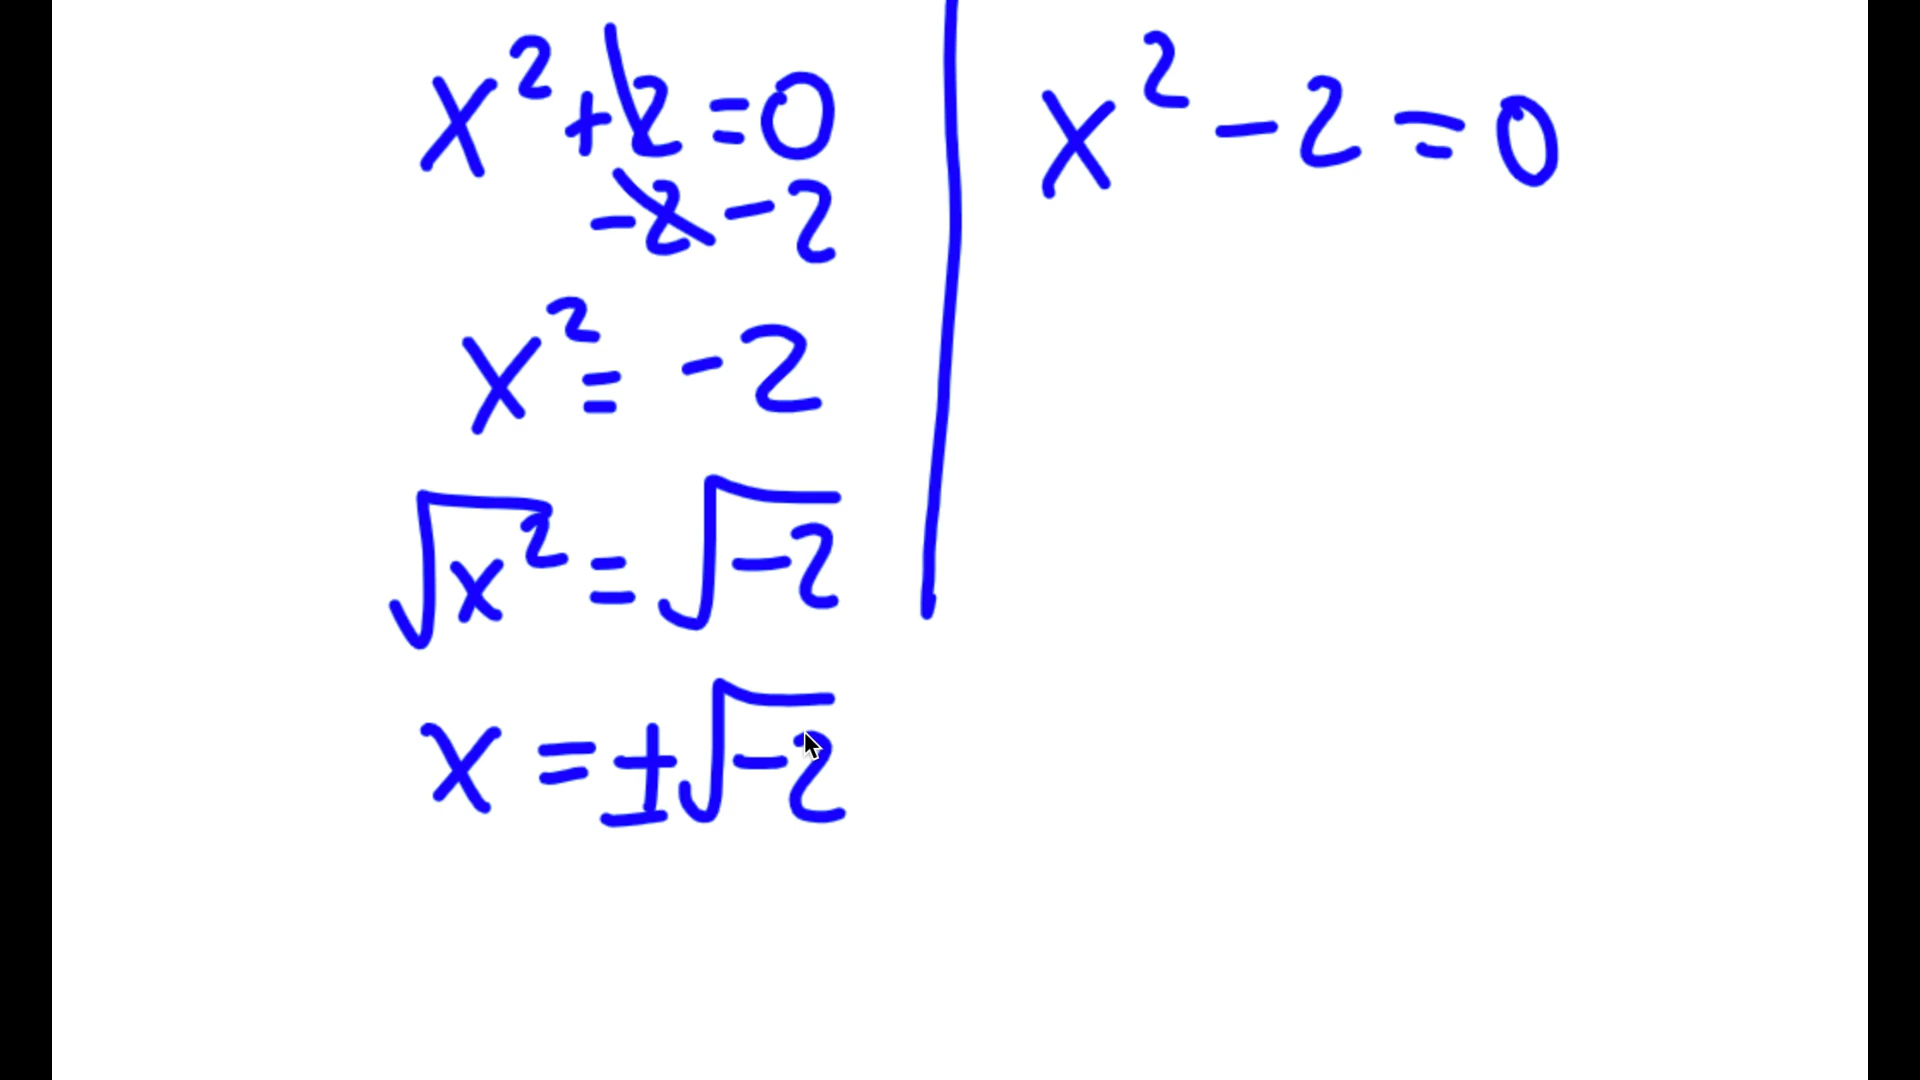 x² + 2 = 0
-2 -2
x² = -2
√x² = √-2
x = ±√-2
x² - 2 = 0